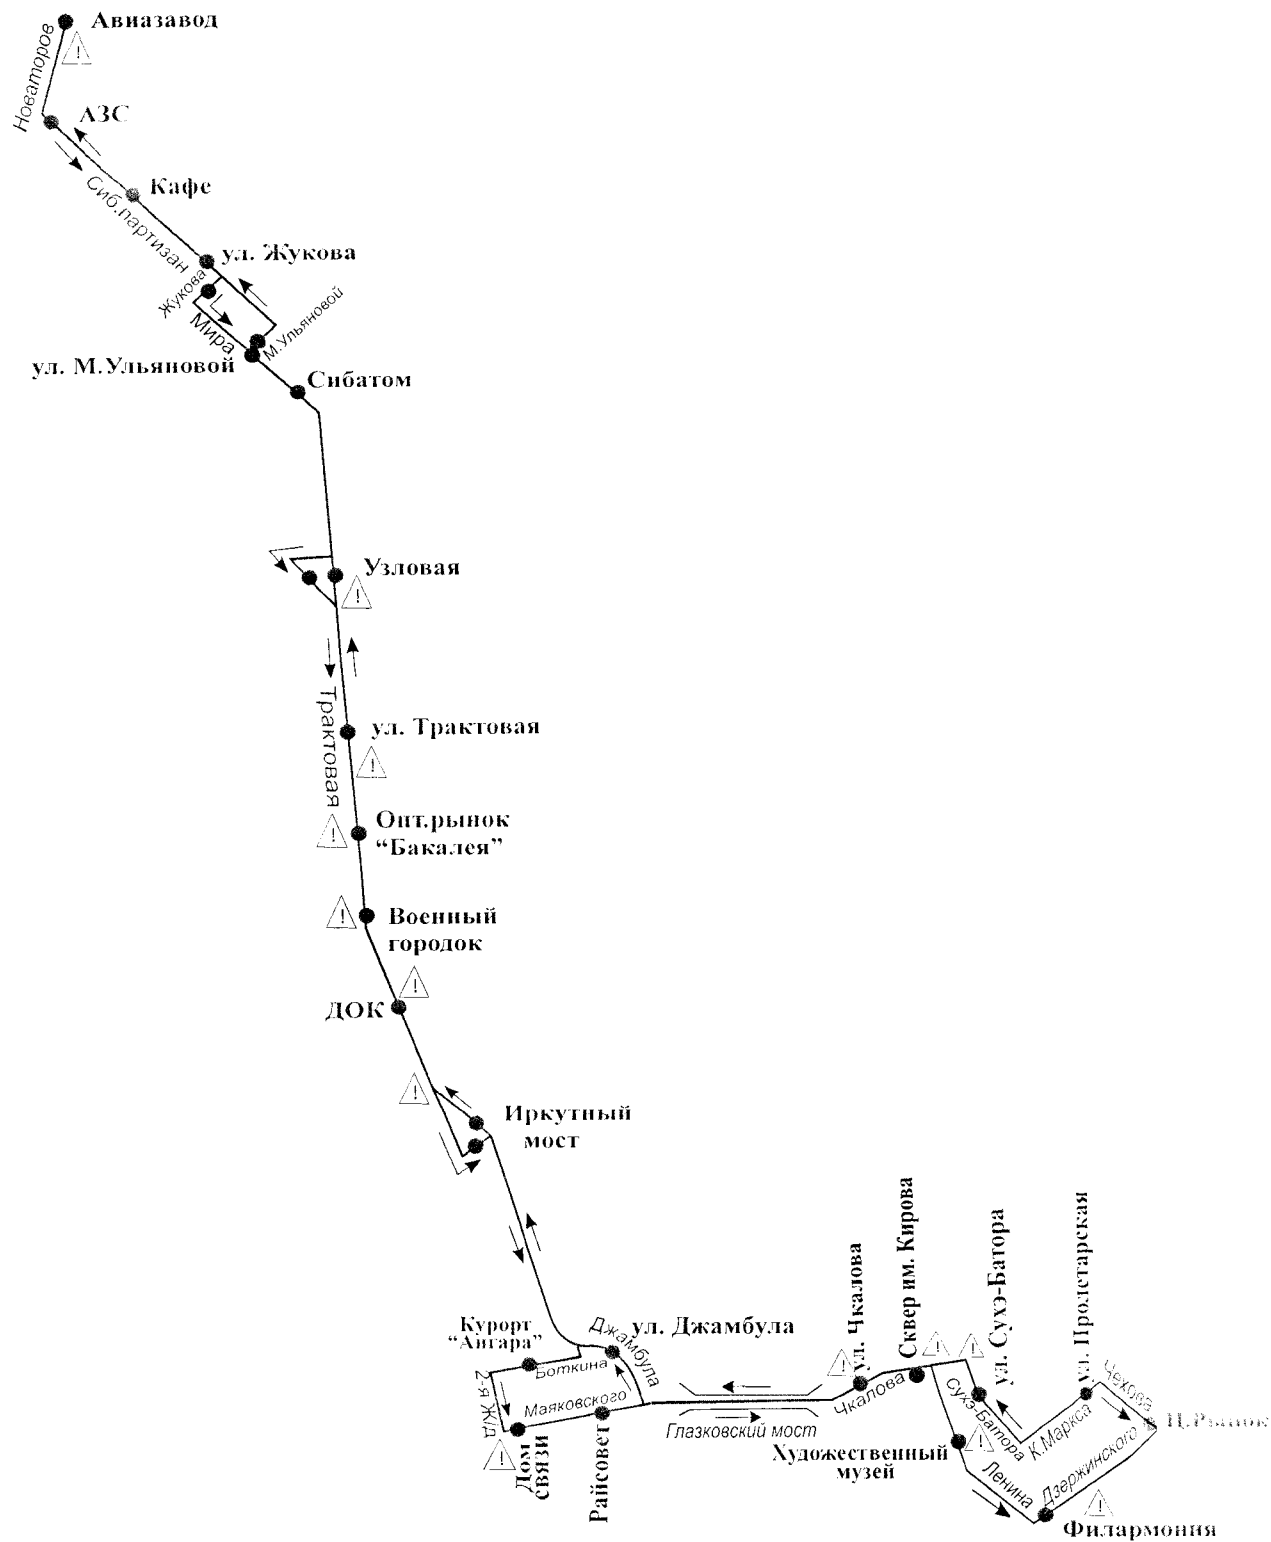 Авиазавод
Новаторов
АЗС
Кафе
Сиб.партизан
ул. Жукова
Жукова
М.Ульяновой
Мира
ул. М.Ульяновой
Сибатом
Узловая
ул. Трактовая
Трактовая
Опт.рынок
“Бакалея”
Военный
городок
ДОК
Иркутный
мост
Курорт
“Ангара”
Джамбула
ул. Джамбула
Боткина
2-я Ж/д
Маяковского
Дом
связи
Райсовет
Глазковский мост
ул. Чкалова
Чкалова
Сквер им. Кирова
ул. Сухэ-Батора
Сухэ-Батора
ул. Пролетарская
К.Маркса
Чехова
Ц.Рынок
Дзержинского
Художественный
музей
Ленина
Филармония
!
!
!
!
!
!
!
!
!
!
!
!
!